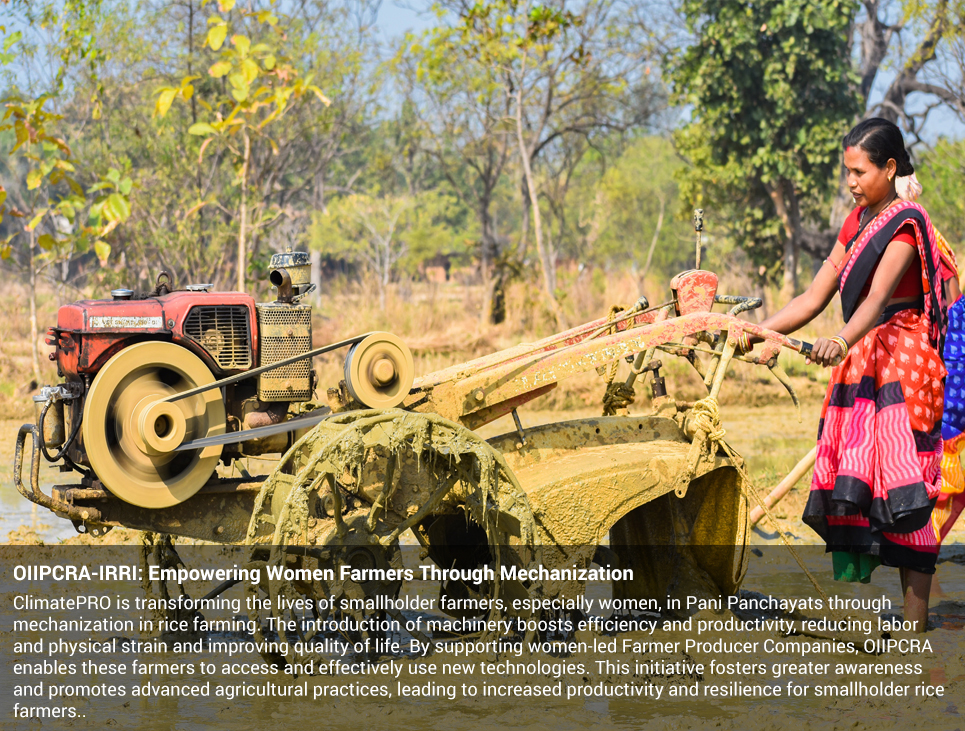 OIIPCRA-IRRI: Empowering Women Farmers Through Mechanization
ClimatePRO is transforming the lives of smallholder farmers, especially women, in Pani Panchayats through
mechanization in rice farming. The introduction of machinery boosts efficiency and productivity, reducing labor
and physical strain and improving quality of life. By supporting women-led Farmer Producer Companies, OIIPCRA
enables these farmers to access and effectively use new technologies. This initiative fosters greater awareness
and promotes advanced agricultural practices, leading to increased productivity and resilience for smallholder rice
farmers..